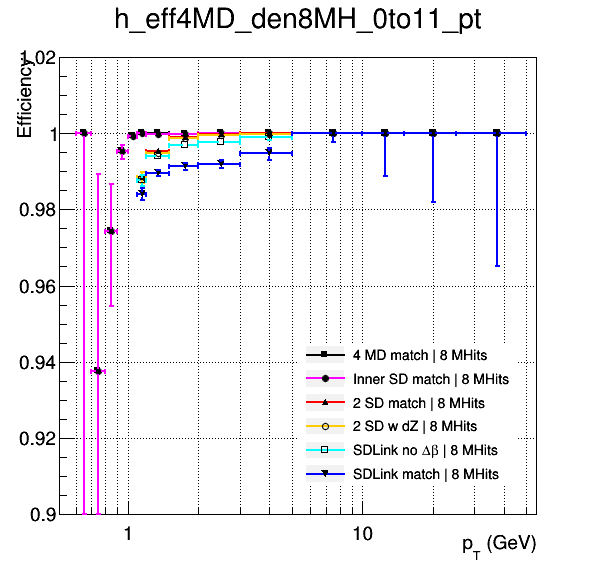 h_eff4MD_den8MH_0to11_pt
Efficiency
1.02
1
0.98
0.96
0.94
0.92
0.9
4 MD match | 8 MHits
Inner SD match | 8 MHits
2 SD match | 8 MHits
2 SD w dZ | 8 MHits
SDLink no Δβ | 8 MHits
SDLink match | 8 MHits
1 10
p_T (GeV)